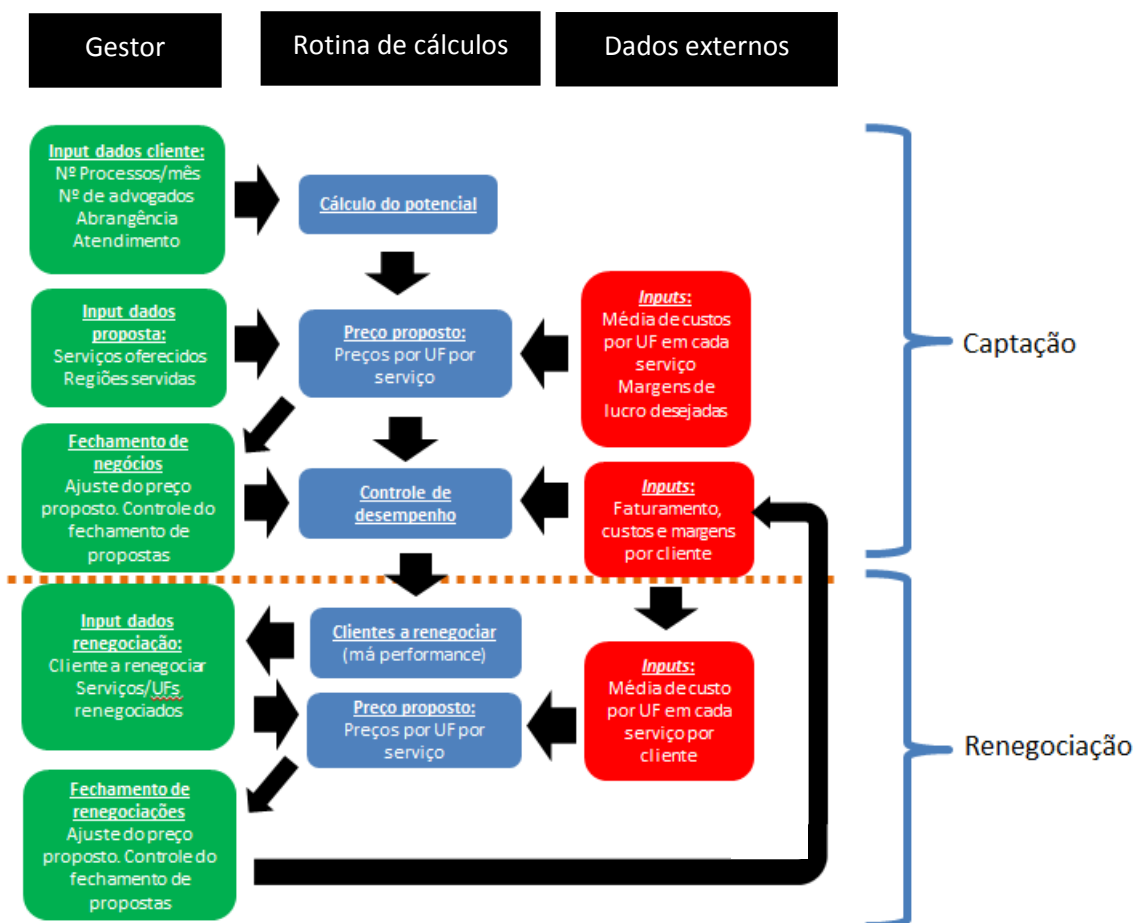 Gestor
Rotina de cálculos
Dados externos
Input dados cliente:
Nº Processos/mês
Nº de advogados
Abrangência
Atendimento
Cálculo do potencial
Input dados
proposta:
Serviços oferecidos
Regiões servidas
Preço proposto:
Preços por UF por
serviço
Inputs:
Média de custos
por UF em cada
serviço
Margens de
lucro desejadas
Captação
Fechamento de
negócios
Ajuste do preço
proposto. Controle do
fechamento de
propostas
Controle de
desempenho
Inputs:
Faturamento,
custos e margens
por cliente
Input dados
renegociação:
Cliente a renegociar
Serviços/UFs
renegociados
Clientes a renegociar
(má performance)
Preço proposto:
Preços por UF por
serviço
Inputs:
Média de custo
por UF em cada
serviço por
cliente
Renegociação
Fechamento de
renegociações
Ajuste do preço
proposto. Controle do
fechamento de
propostas